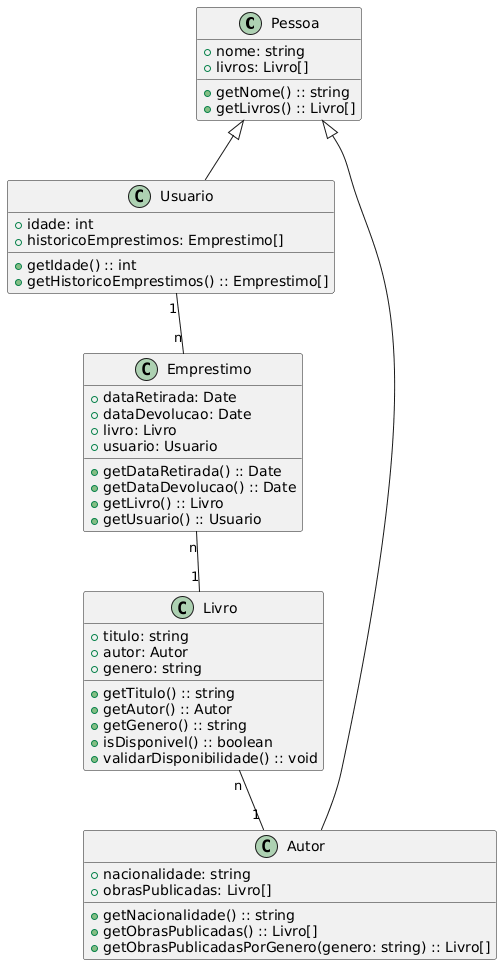 C Pessoa
nome: string
livros: Livro[]
getNome() :: string
getLivros() :: Livro[]
C Usuario
idade: int
historicoEmprestimos: Emprestimo[]
getIdade() :: int
getHistoricoEmprestimos() :: Emprestimo[]
1
n
C Emprestimo
dataRetirada: Date
dataDevolucao: Date
livro: Livro
usuario: Usuario
getDataRetirada() :: Date
getDataDevolucao() :: Date
getLivro() :: Livro
getUsuario() :: Usuario
n
1
C Livro
titulo: string
autor: Autor
genero: string
getTitulo() :: string
getAutor() :: Autor
getGenero() :: string
isDisponivel() :: boolean
validarDisponibilidade() :: void
n
1
C Autor
nacionalidade: string
obrasPublicadas: Livro[]
getNacionalidade() :: string
getObrasPublicadas() :: Livro[]
getObrasPublicadasPorGenero(genero: string) :: Livro[]